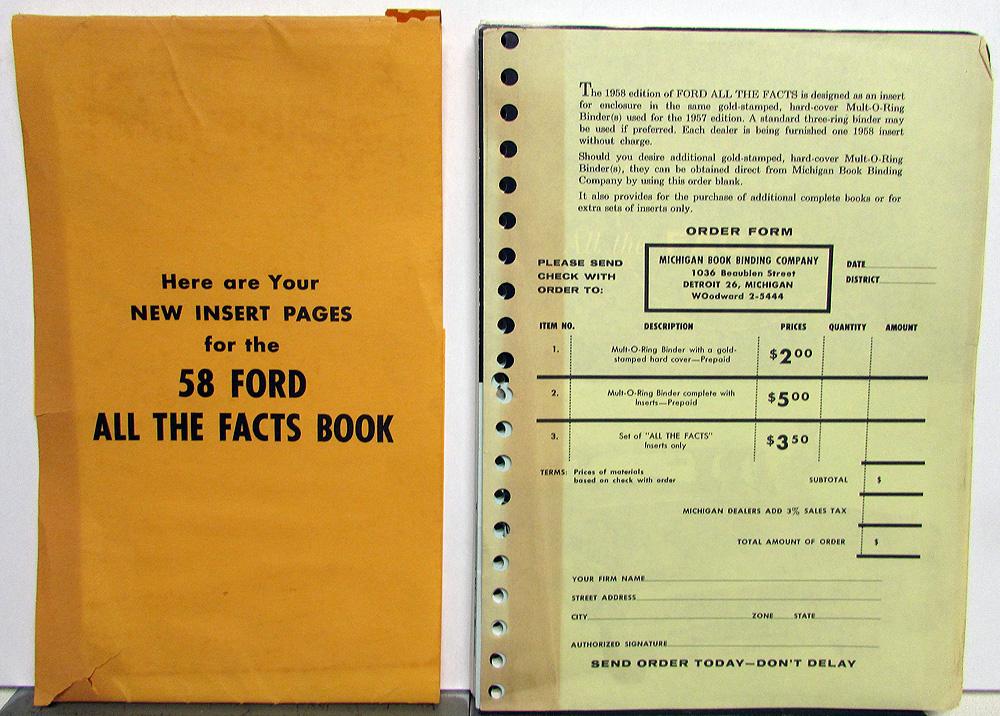 Here are Your
NEW INSERT PAGES
for the
58 FORD
ALL THE FACTS BOOK
The 1958 edition of FORD ALL THE FACTS is designed as an insert
for enclosure in the same gold-stamped, hard-cover Mult-O-Ring
Binder(s) used for the 1957 edition. A standard three-ring binder may
be used if preferred. Each dealer is being furnished one 1958 insert
without charge.
Should you desire additional gold-stamped, hard-cover Mult-O-Ring
Binder(s), they can be obtained direct from Michigan Book Binding
Company by using this order blank.
It also provides for the purchase of additional complete books or for
extra sets of inserts only.
ORDER FORM
PLEASE SEND
CHECK WITH
ORDER TO:
MICHIGAN BOOK BINDING COMPANY
1036 Beaubien Street
DETROIT 26, MICHIGAN
WOodward 2-5444
DATE
DISTRICT
ITEM NO. DESCRIPTION PRICES QUANTITY AMOUNT
1. Mult-O-Ring Binder with a gold-
stamped hard cover—Prepaid $2 00
2. Mult-O-Ring Binder complete with
Inserts—Prepaid $5 00
3. Set of "ALL THE FACTS"
Inserts only $3 50
TERMS: Prices of materials
based on check with order
SUBTOTAL $
MICHIGAN DEALERS ADD 3% SALES TAX
TOTAL AMOUNT OF ORDER $
YOUR FIRM NAME
STREET ADDRESS
CITY ZONE STATE
AUTHORIZED SIGNATURE
SEND ORDER TODAY—DON'T DELAY